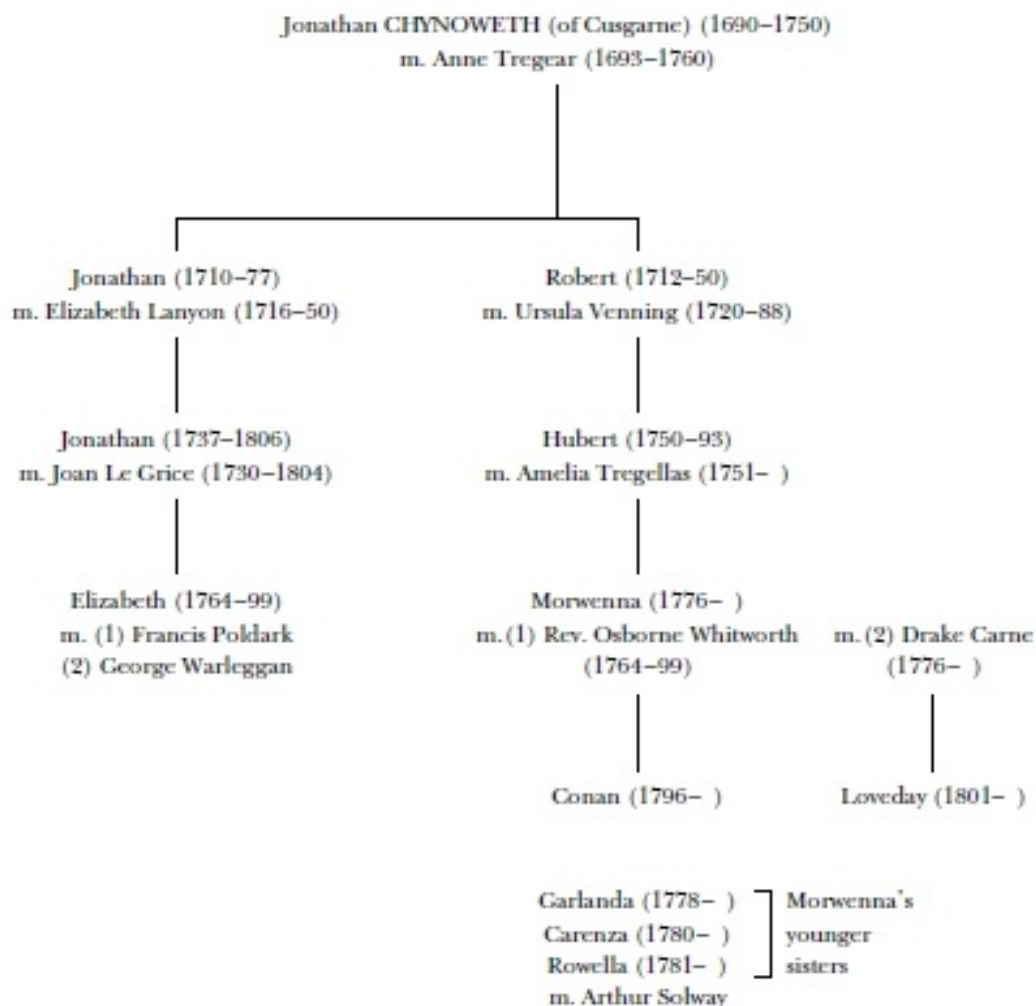 Jonathan CHYNOWETH (of Cusgarne) (1690–1750)
m. Anne Tregear (1693–1760)
Jonathan (1710–77)
m. Elizabeth Lanyon (1716–50)
Robert (1712–50)
m. Ursula Venning (1720–88)
Jonathan (1737–1806)
m. Joan Le Grice (1730–1804)
Hubert (1750–93)
m. Amelia Tregellas (1751– )
Elizabeth (1764–99)
m. (1) Francis Poldark
(2) George Warleggan
Morwenna (1776– )
m. (1) Rev. Osborne Whitworth
(1764–99)
m. (2) Drake Carne
(1776– )
Conan (1796– )
Loveday (1801– )
Garlanda (1778– )
Carenza (1780– )
Rowella (1781– )
m. Arthur Solway
Morwenna's
younger
sisters